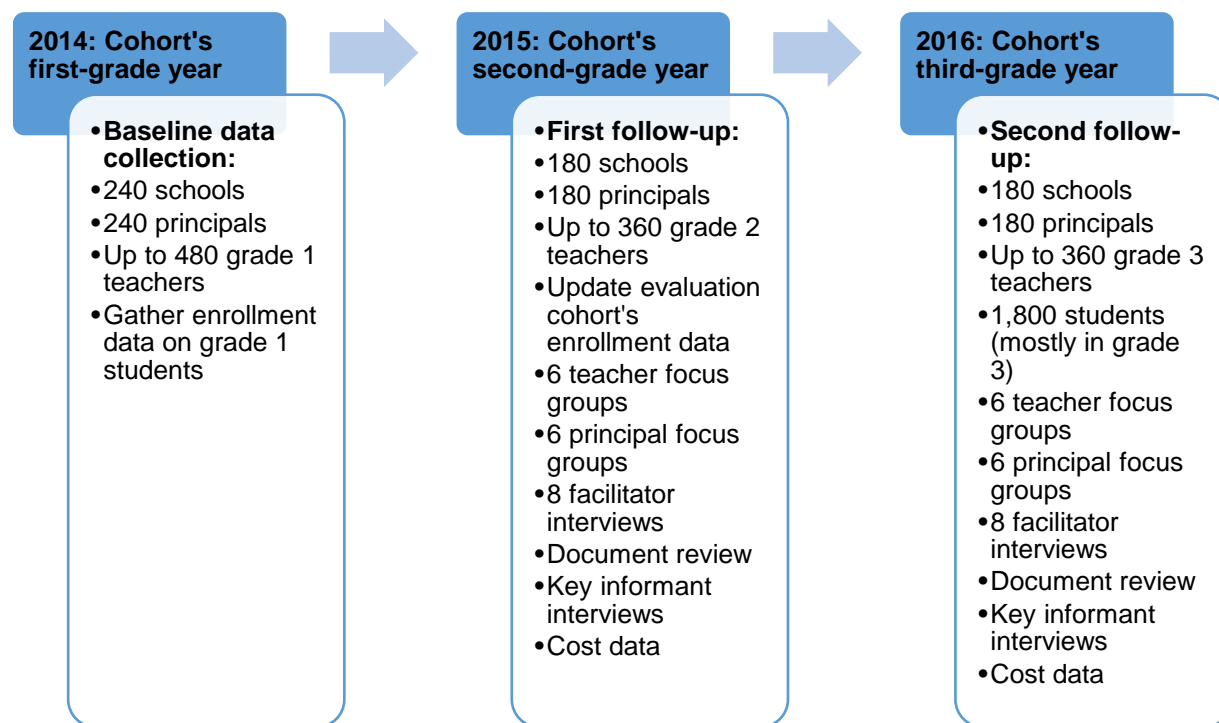 2014: Cohort's
first-grade year
•Baseline data
collection:
•240 schools
•240 principals
•Up to 480 grade 1
teachers
•Gather enrollment
data on grade 1
students
2015: Cohort's
second-grade year
•First follow-up:
•180 schools
•180 principals
•Up to 360 grade 2
teachers
•Update evaluation
cohort's
enrollment data
•6 teacher focus
groups
•6 principal focus
groups
•8 facilitator
interviews
•Document review
•Key informant
interviews
•Cost data
2016: Cohort's
third-grade year
•Second follow-
up:
•180 schools
•180 principals
•Up to 360 grade 3
teachers
•1,800 students
(mostly in grade
3)
•6 teacher focus
groups
•6 principal focus
groups
•8 facilitator
interviews
•Document review
•Key informant
interviews
•Cost data